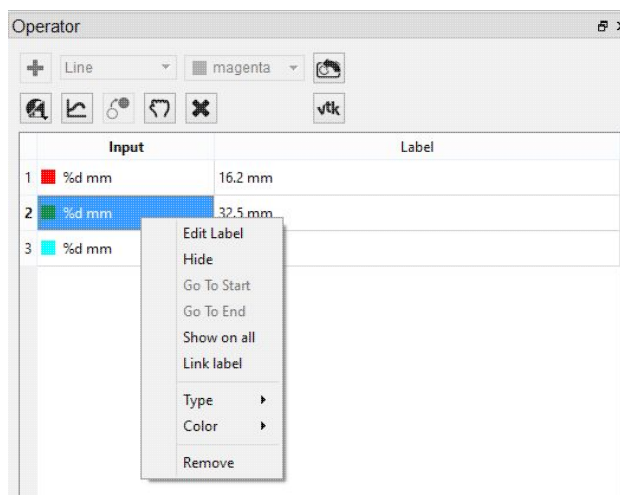 Operator
Line magenta
√tk
Input Label
1 %d mm 16.2 mm
2 %d mm 32.5 mm
3 %d mm
Edit Label
Hide
Go To Start
Go To End
Show on all
Link label
Type
Color
Remove